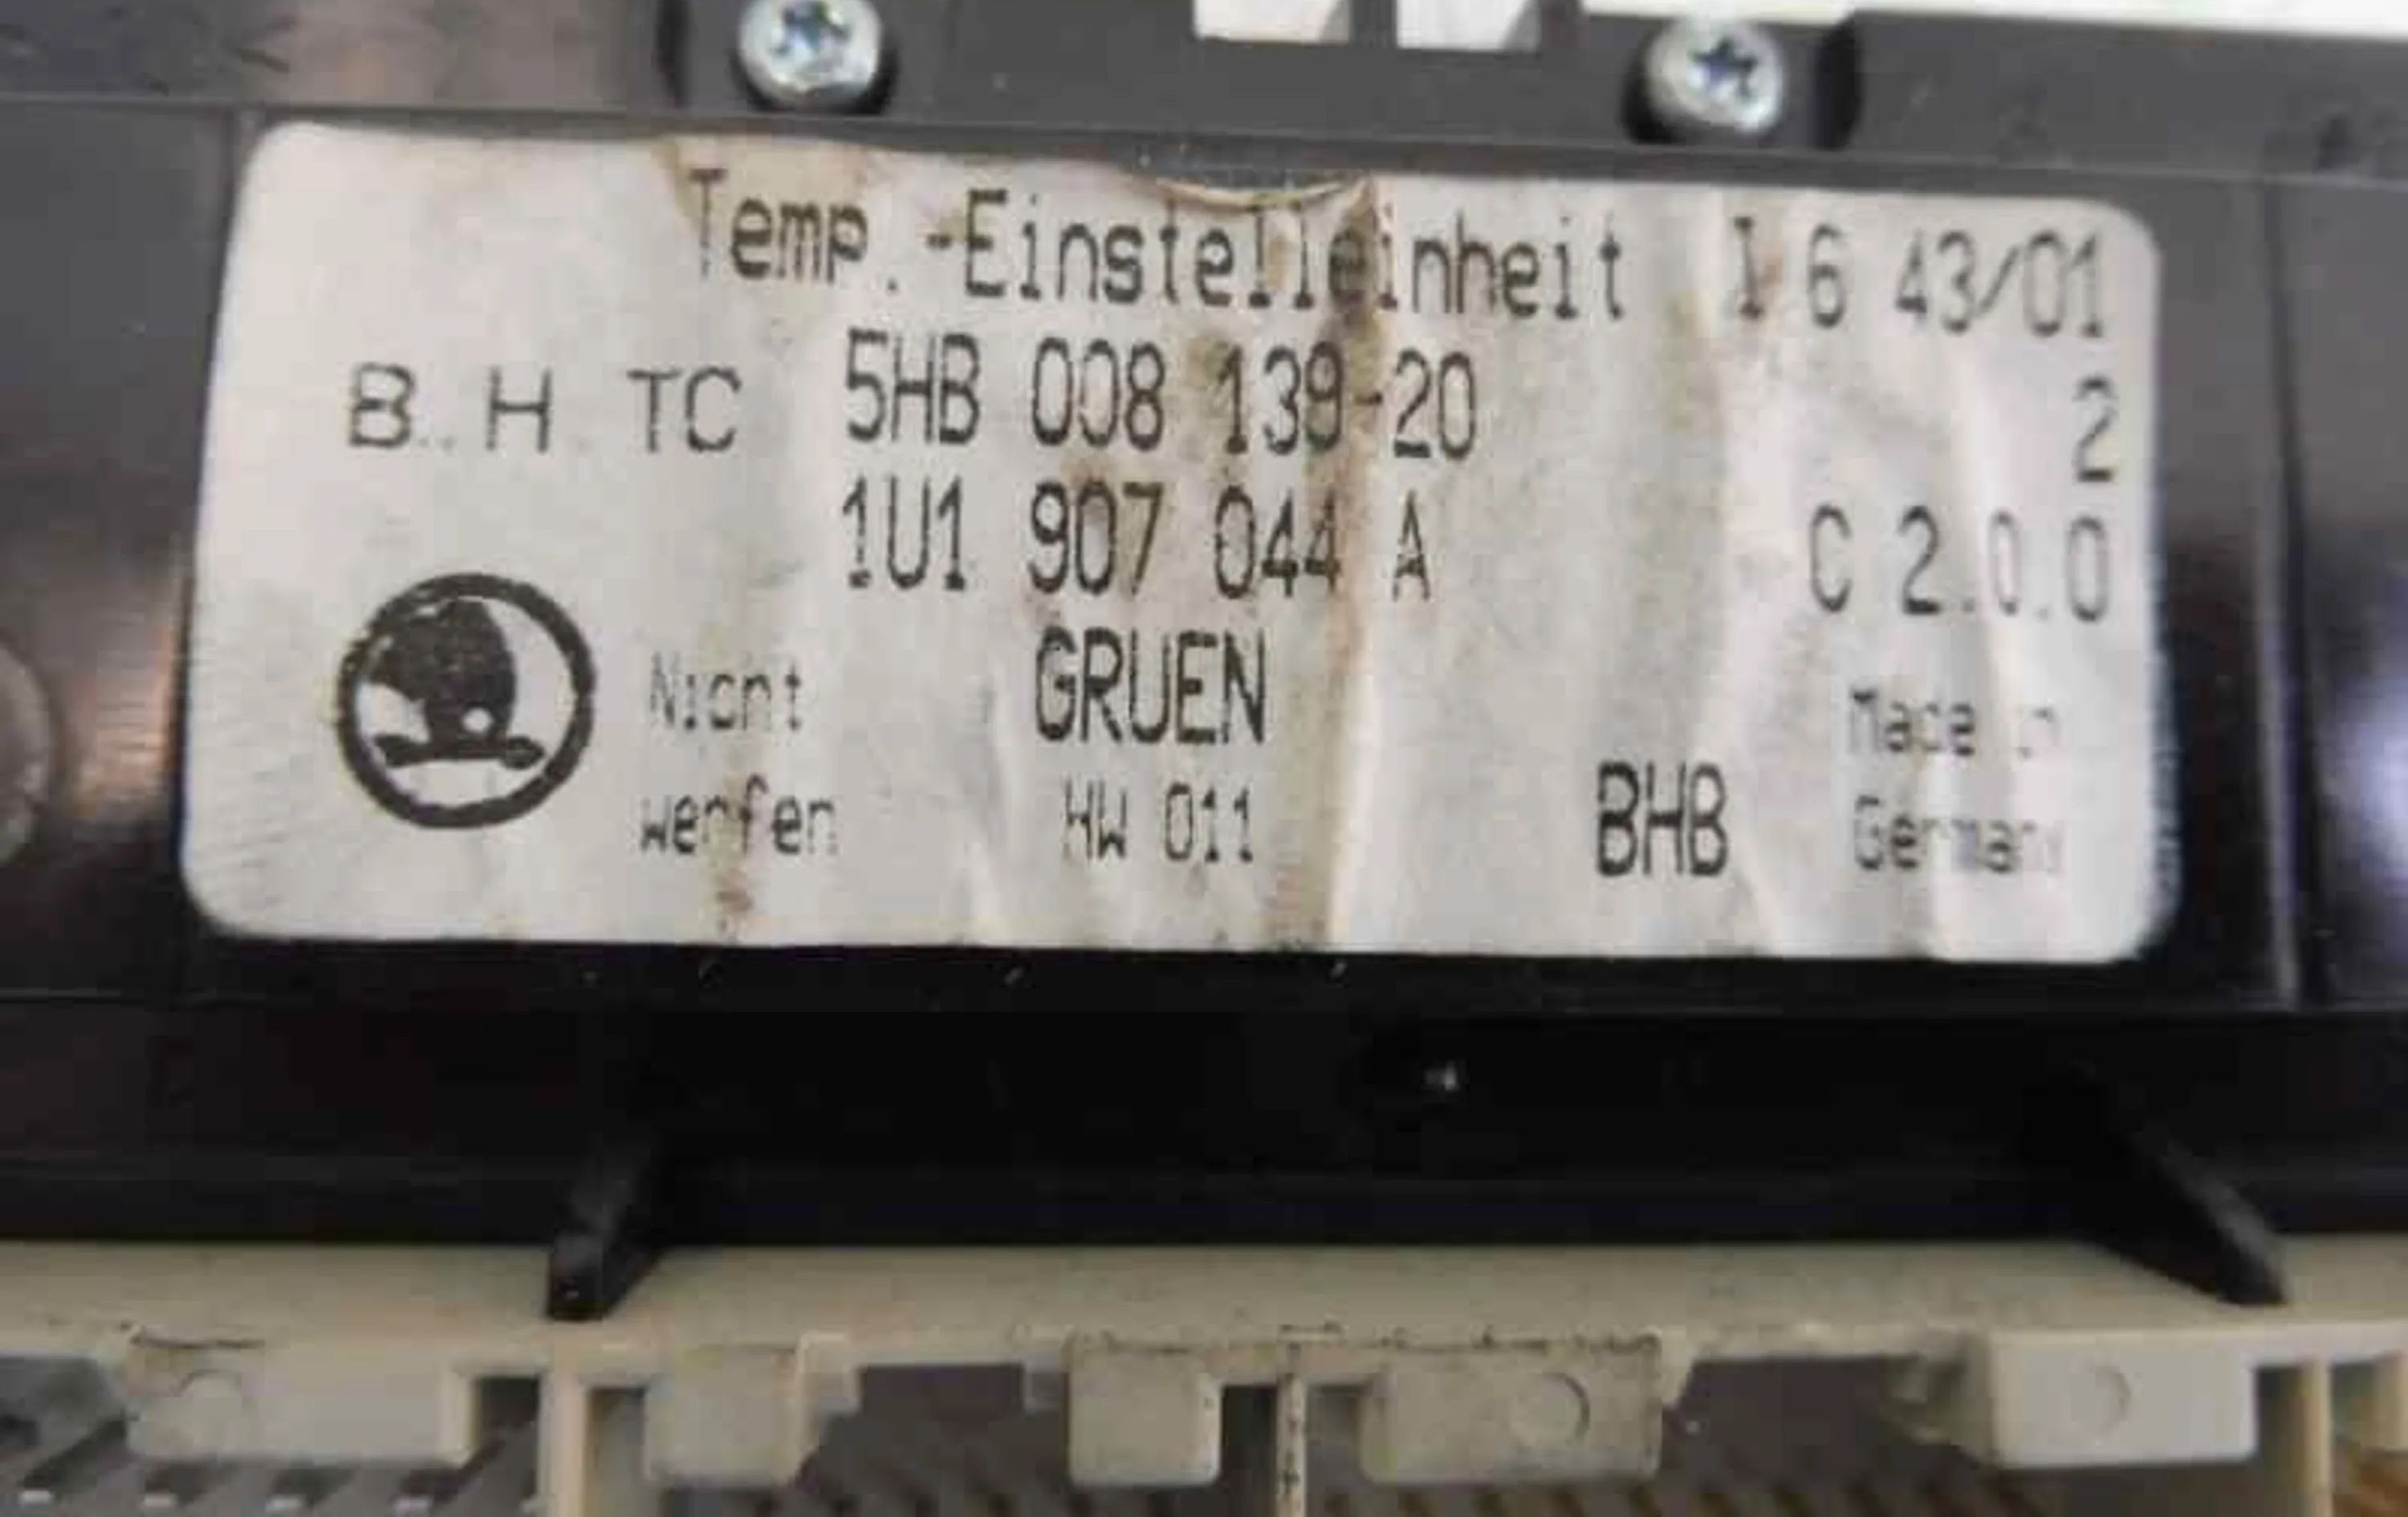 Temp.-Einstelleinheit I 6 43/01
B.H.TC 5HB 008 139-20 2
1U1 907 044 A C 2.0.0
Nicht GRUEN Made in
werfen HW 011 BHB Germany